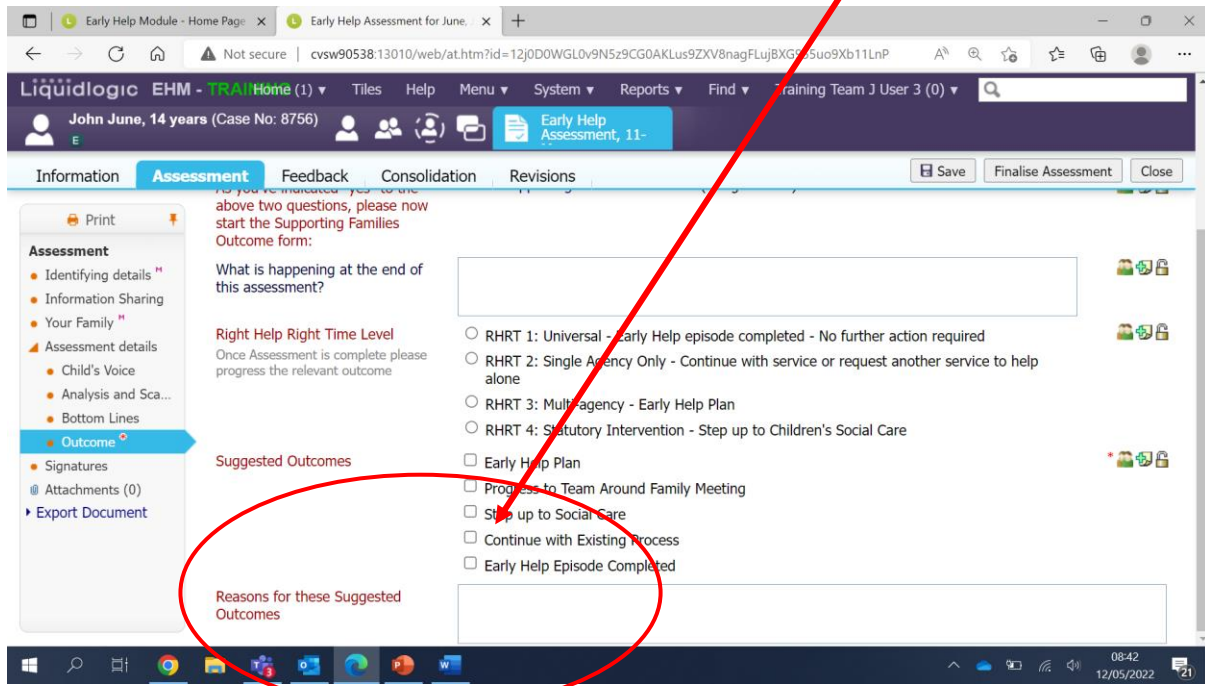 Early Help Module - Home Page
Early Help Assessment for June,
Not secure | cvsw90538:13010/web/at.htm?id=12j0D0WGL0v9N5z9CG0AKLus9ZXV8nagFLujBXG
Liquidlogic EHM - TRAI Home (1) Tiles Help Menu System Reports Find Training Team J User 3 (0)
John June, 14 years (Case No: 8756)
E
Early Help
Assessment, 11-
Information Assessment Feedback Consolidation Revisions Save Finalise Assessment Close
Print
above two questions, please now
start the Supporting Families
Outcome form:
Assessment
Identifying details M
Information Sharing
Your Family M
Assessment details
Child's Voice
Analysis and Sca...
Bottom Lines
Outcome
Signatures
Attachments (0)
Export Document
What is happening at the end of
this assessment?
Right Help Right Time Level
Once Assessment is complete please
progress the relevant outcome
RHRT 1: Universal - Early Help episode completed - No further action required
RHRT 2: Single Agency Only - Continue with service or request another service to help
alone
RHRT 3: Multi-agency - Early Help Plan
RHRT 4: Statutory Intervention - Step up to Children's Social Care
Suggested Outcomes
*
Early Help Plan
Progress to Team Around Family Meeting
Step up to Social Care
Continue with Existing Process
Early Help Episode Completed
Reasons for these Suggested
Outcomes
08:42
12/05/2022
21